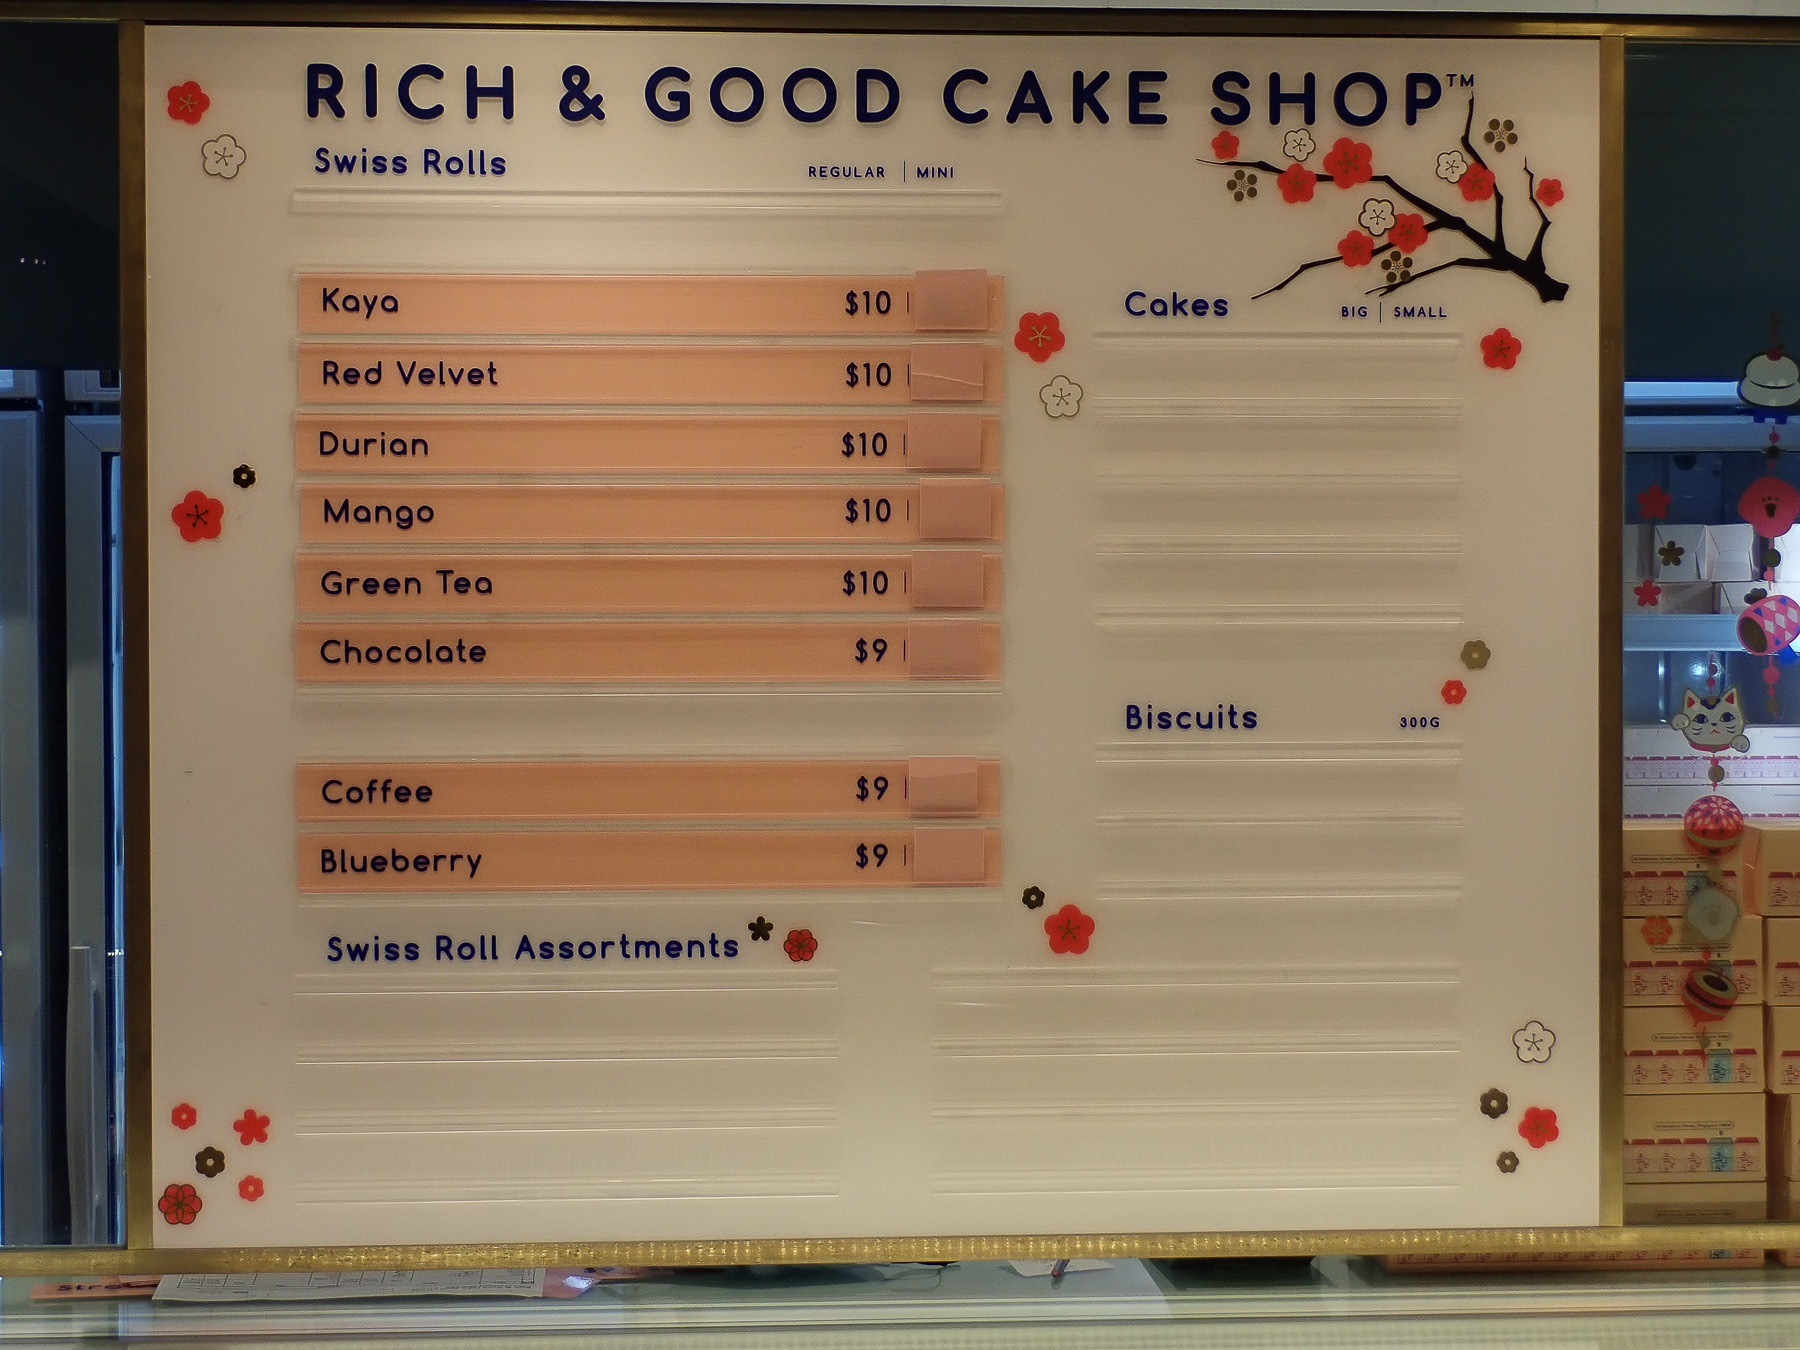 RICH & GOOD CAKE SHOP™
Swiss Rolls REGULAR | MINI
Kaya $10 |
Red Velvet $10 |
Durian $10 |
Mango $10 |
Green Tea $10 |
Chocolate $9 |
Coffee $9 |
Blueberry $9 |
Swiss Roll Assortments
Cakes BIG | SMALL
Biscuits 300G